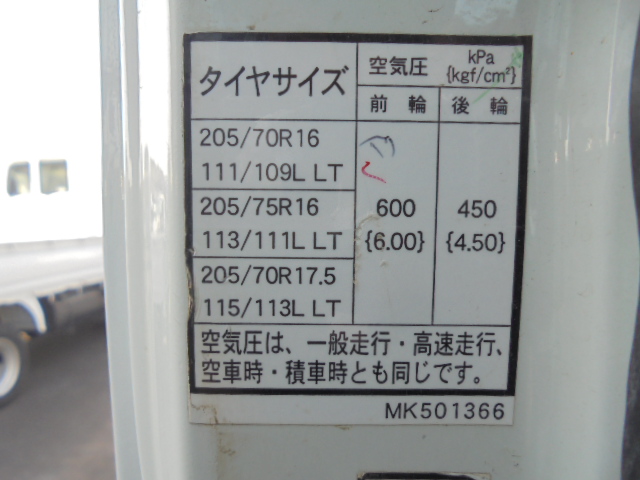 タイヤサイズ
空気圧
kPa
{kgf/cm²}
前輪
後輪
205/70R16
111/109L LT
205/75R16
113/111L LT
205/70R17.5
115/113L LT
600
{6.00}
450
{4.50}
空気圧は、一般走行・高速走行、
空車時・積車時とも同じです。
MK501366